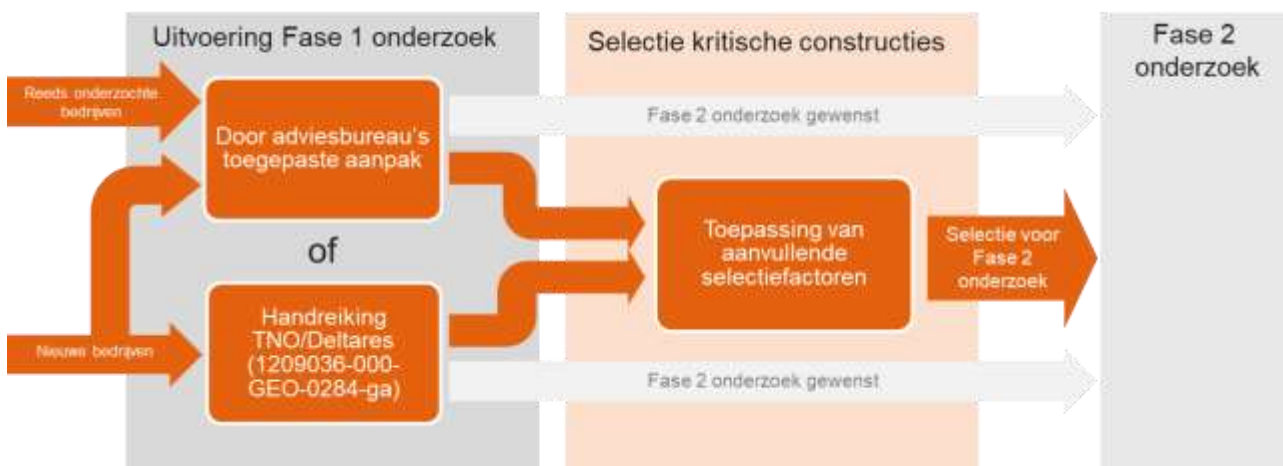 Uitvoering Fase 1 onderzoek
Selectie kritische constructies
Fase 2
onderzoek
Reeds onderzochte
bedrijven
Door adviesbureau's
toegepaste aanpak
Fase 2 onderzoek gewenst
of
Toepassing van
aanvullende
selectiefactoren
Selectie voor
Fase 2
onderzoek
Nieuwe bedrijven
Handreiking
TNO/Deltares
(1209036-000-
GEO-0284-ga)
Fase 2 onderzoek gewenst